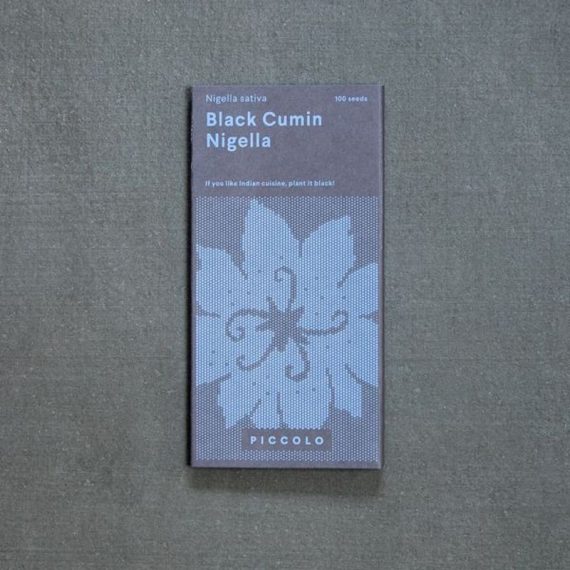 Nigella sativa
100 seeds
Black Cumin
Nigella
If you like Indian cuisine, plant it black!
PICCOLO